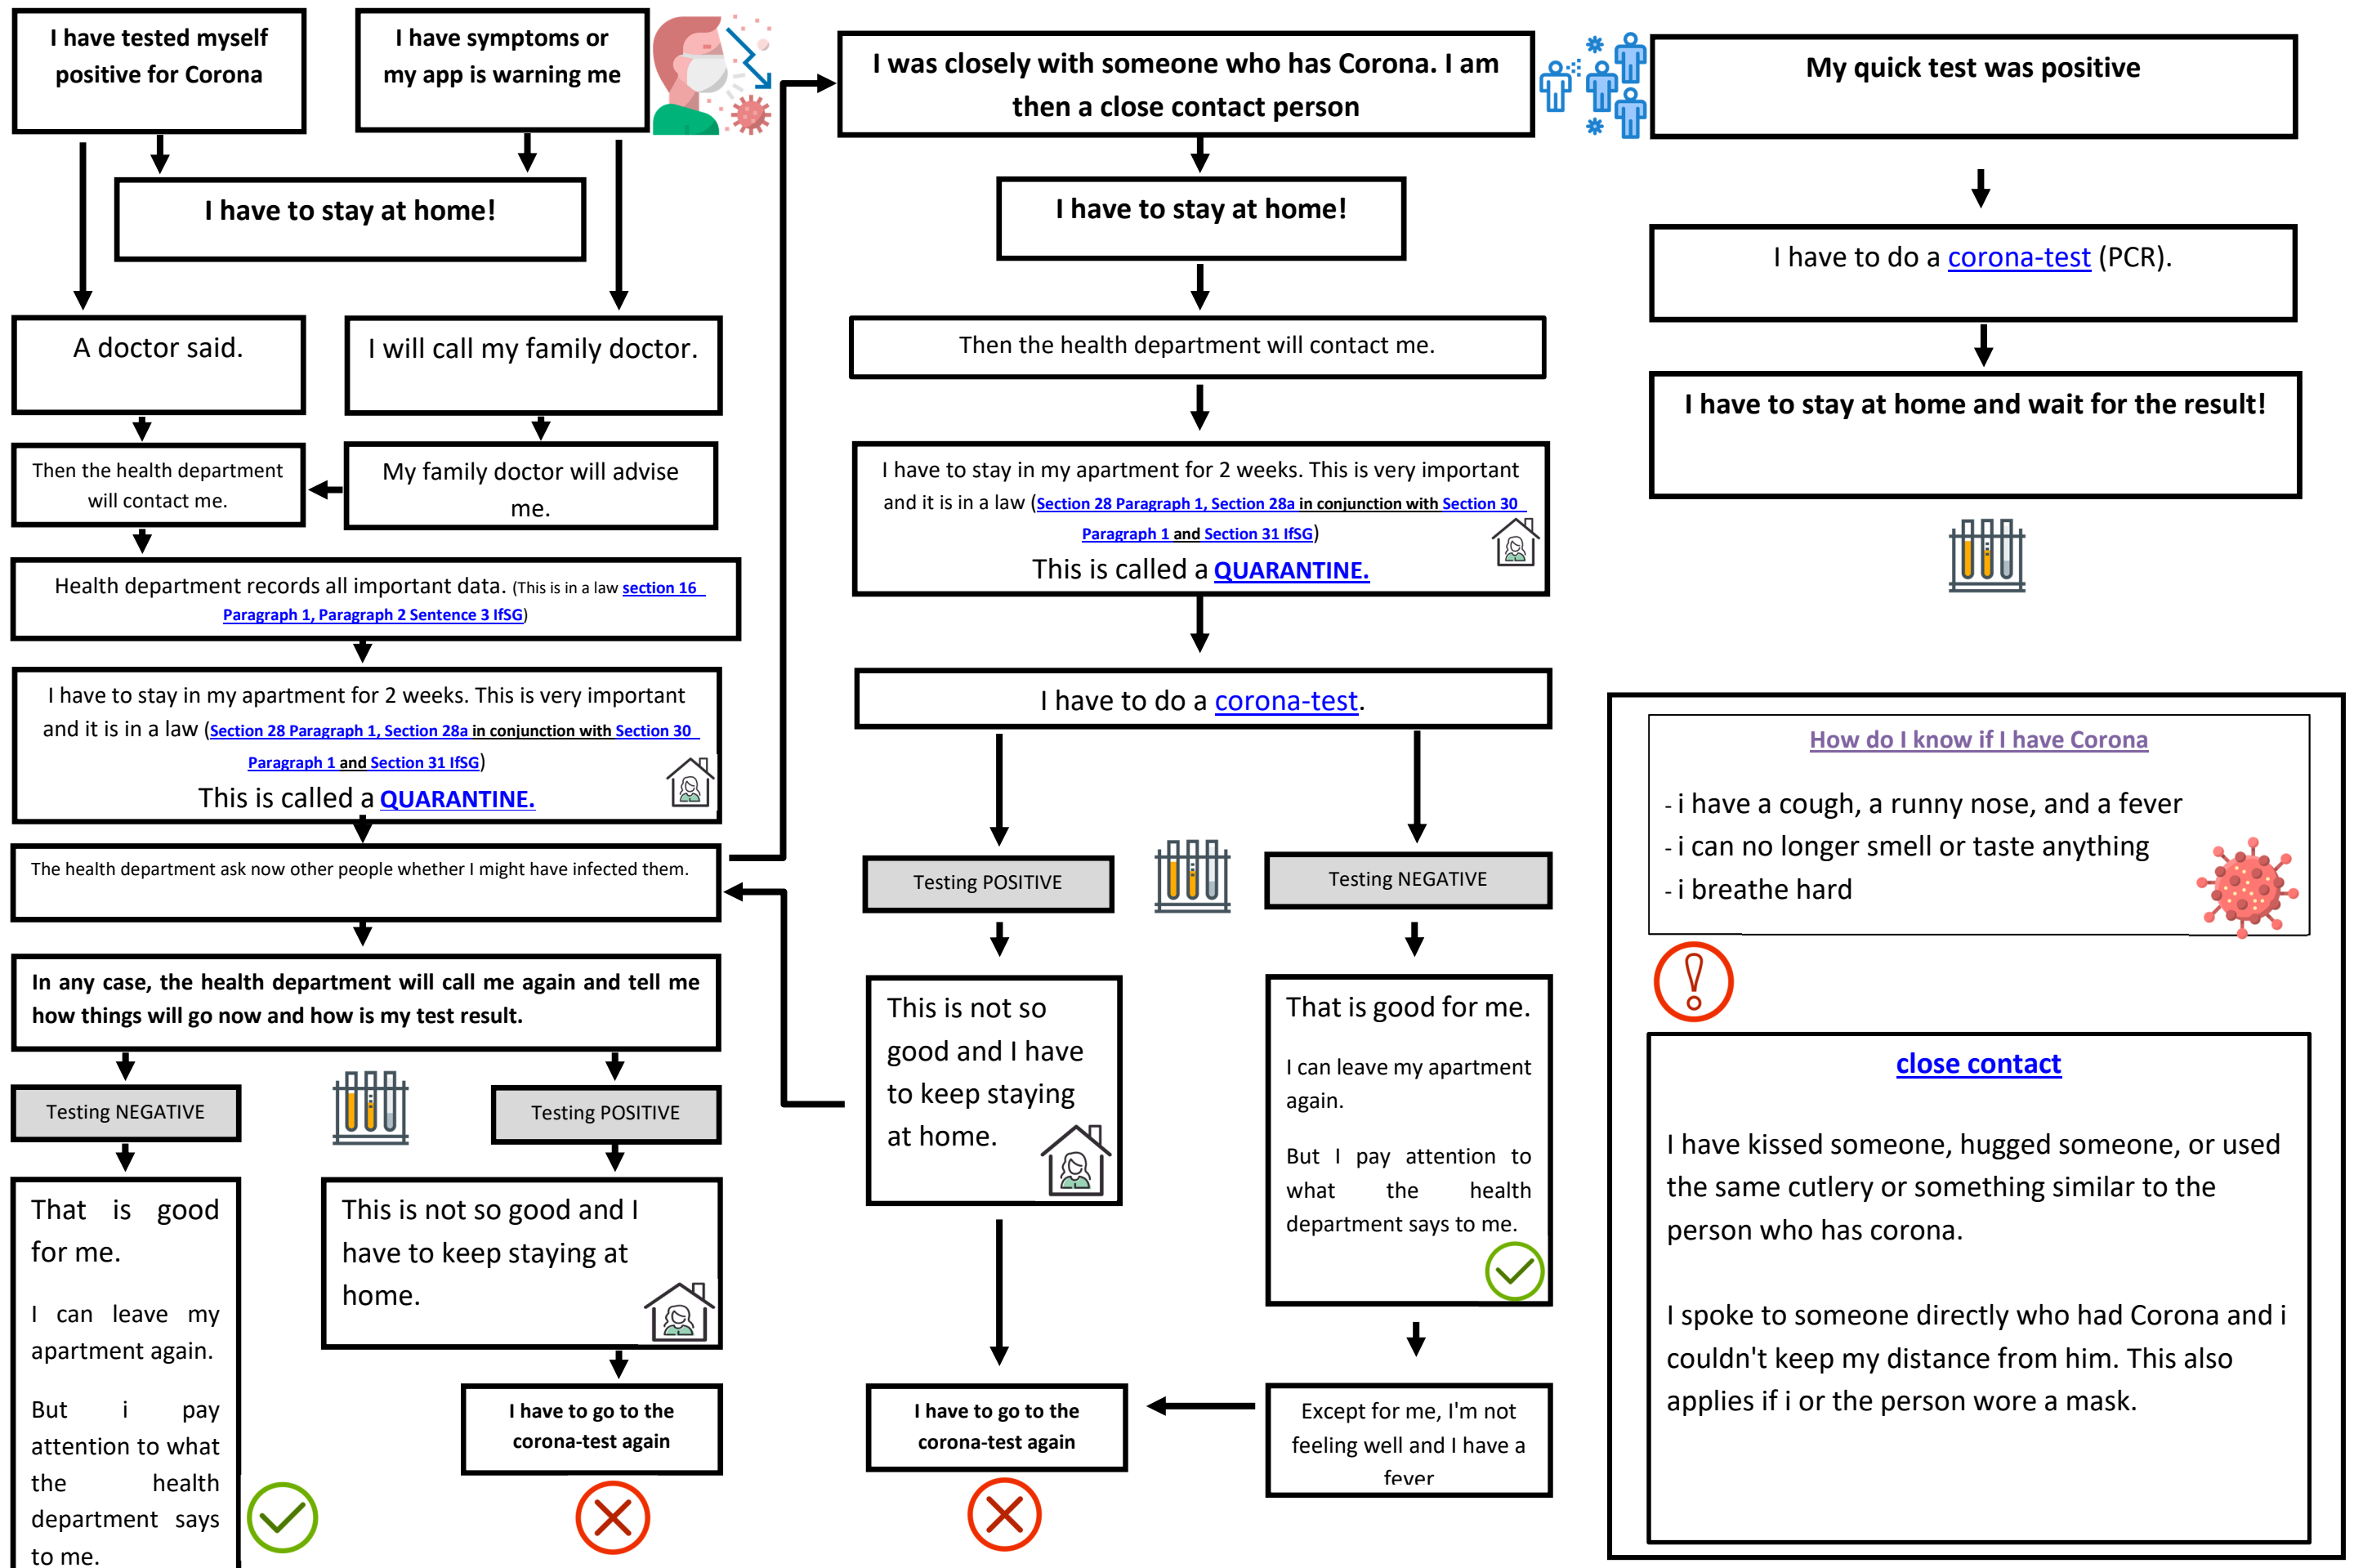 I have tested myself
positive for Corona
I have symptoms or
my app is warning me
I have to stay at home!
A doctor said.
I will call my family doctor.
Then the health department
will contact me.
My family doctor will advise
me.
Health department records all important data. (This is in a law section 16
Paragraph 1, Paragraph 2 Sentence 3 IfSG)
I have to stay in my apartment for 2 weeks. This is very important
and it is in a law (Section 28 Paragraph 1, Section 28a in conjunction with Section 30
Paragraph 1 and Section 31 IfSG)
This is called a QUARANTINE.
The health department ask now other people whether I might have infected them.
In any case, the health department will call me again and tell me
how things will go now and how is my test result.
Testing NEGATIVE
Testing POSITIVE
That is good
for me.
I can leave my
apartment again.
But i pay
attention to what
the health
department says
to me.
This is not so good and I
have to keep staying at
home.
I have to go to the
corona-test again
I was closely with someone who has Corona. I am
then a close contact person
I have to stay at home!
Then the health department will contact me.
I have to stay in my apartment for 2 weeks. This is very important
and it is in a law (Section 28 Paragraph 1, Section 28a in conjunction with Section 30
Paragraph 1 and Section 31 IfSG)
This is called a QUARANTINE.
I have to do a corona-test.
Testing POSITIVE
Testing NEGATIVE
This is not so
good and I have
to keep staying
at home.
That is good for me.
I can leave my apartment
again.
But I pay attention to
what the health
department says to me.
I have to go to the
corona-test again
Except for me, I'm not
feeling well and I have a
fever
My quick test was positive
I have to do a corona-test (PCR).
I have to stay at home and wait for the result!
How do I know if I have Corona
- i have a cough, a runny nose, and a fever
- i can no longer smell or taste anything
- i breathe hard
close contact
I have kissed someone, hugged someone, or used
the same cutlery or something similar to the
person who has corona.
I spoke to someone directly who had Corona and i
couldn't keep my distance from him. This also
applies if i or the person wore a mask.